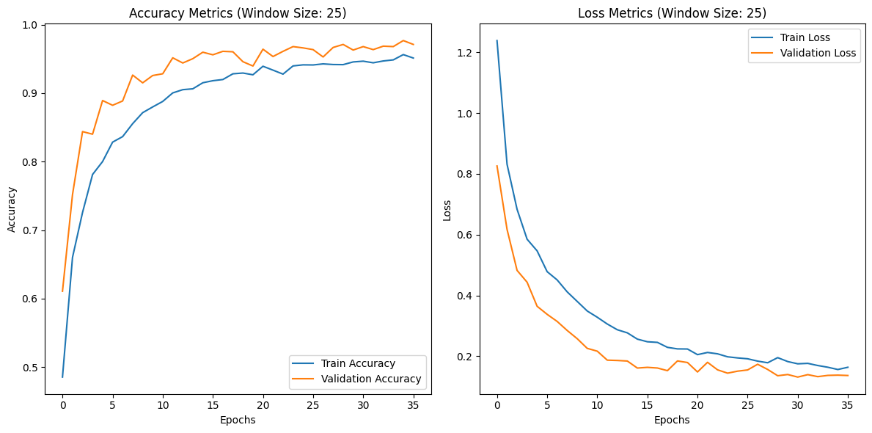 Accuracy Metrics (Window Size: 25)
1.0
0.9
0.8
0.7
0.6
0.5
Accuracy
0
5
10
15
20
25
30
35
Epochs
Train Accuracy
Validation Accuracy
Loss Metrics (Window Size: 25)
1.2
1.0
0.8
0.6
0.4
0.2
Loss
0
5
10
15
20
25
30
35
Epochs
Train Loss
Validation Loss